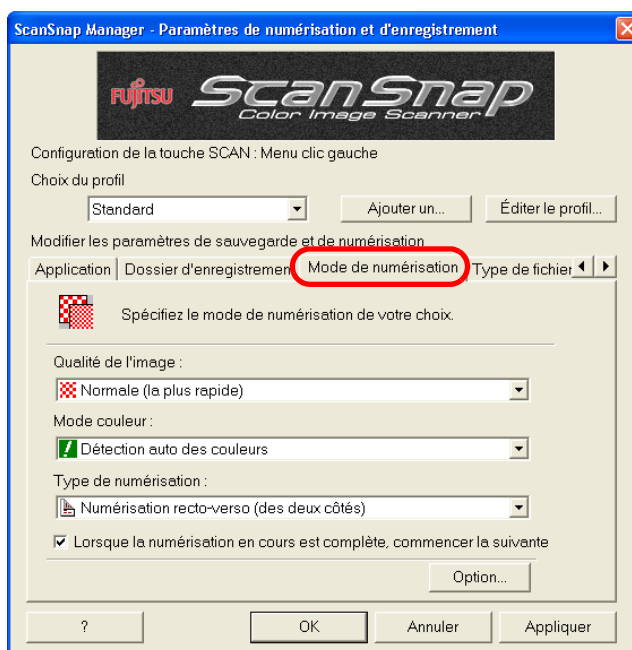 ScanSnap Manager - Paramètres de numérisation et d'enregistrement
FUJITSU ScanSnap
Color Image Scanner
Configuration de la touche SCAN : Menu clic gauche
Choix du profil
Standard Ajouter un... Éditer le profil...
Modifier les paramètres de sauvegarde et de numérisation
Application Dossier d'enregistremen Mode de numérisation Type de fichier
Spécifiez le mode de numérisation de votre choix.
Qualité de l'image :
Normale (la plus rapide)
Mode couleur :
Détection auto des couleurs
Type de numérisation :
Numérisation recto-verso (des deux côtés)
Lorsque la numérisation en cours est complète, commencer la suivante
Option...
? OK Annuler Appliquer